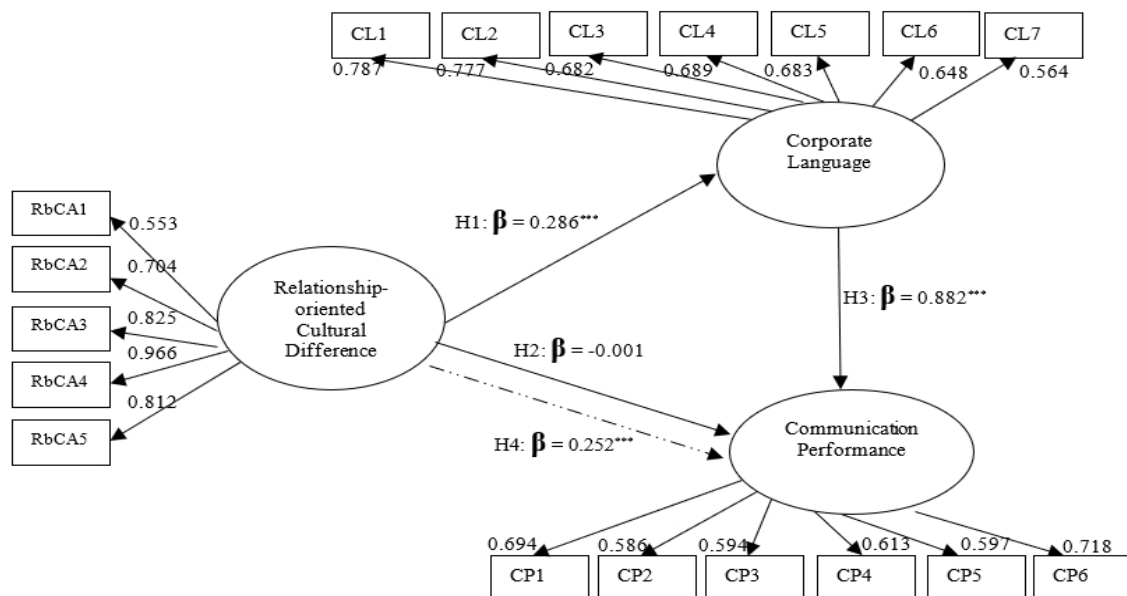 CL1
CL2
CL3
CL4
CL5
CL6
CL7
0.787
0.777
0.682
0.689
0.683
0.648
0.564
Corporate
Language
RbCA1
RbCA2
RbCA3
RbCA4
RbCA5
0.553
0.704
0.825
0.966
0.812
Relationship-
oriented
Cultural
Difference
H1: β = 0.286***
H2: β = -0.001
H3: β = 0.882***
H4: β = 0.252***
Communication
Performance
0.694
0.586
0.594
0.613
0.597
0.718
CP1
CP2
CP3
CP4
CP5
CP6